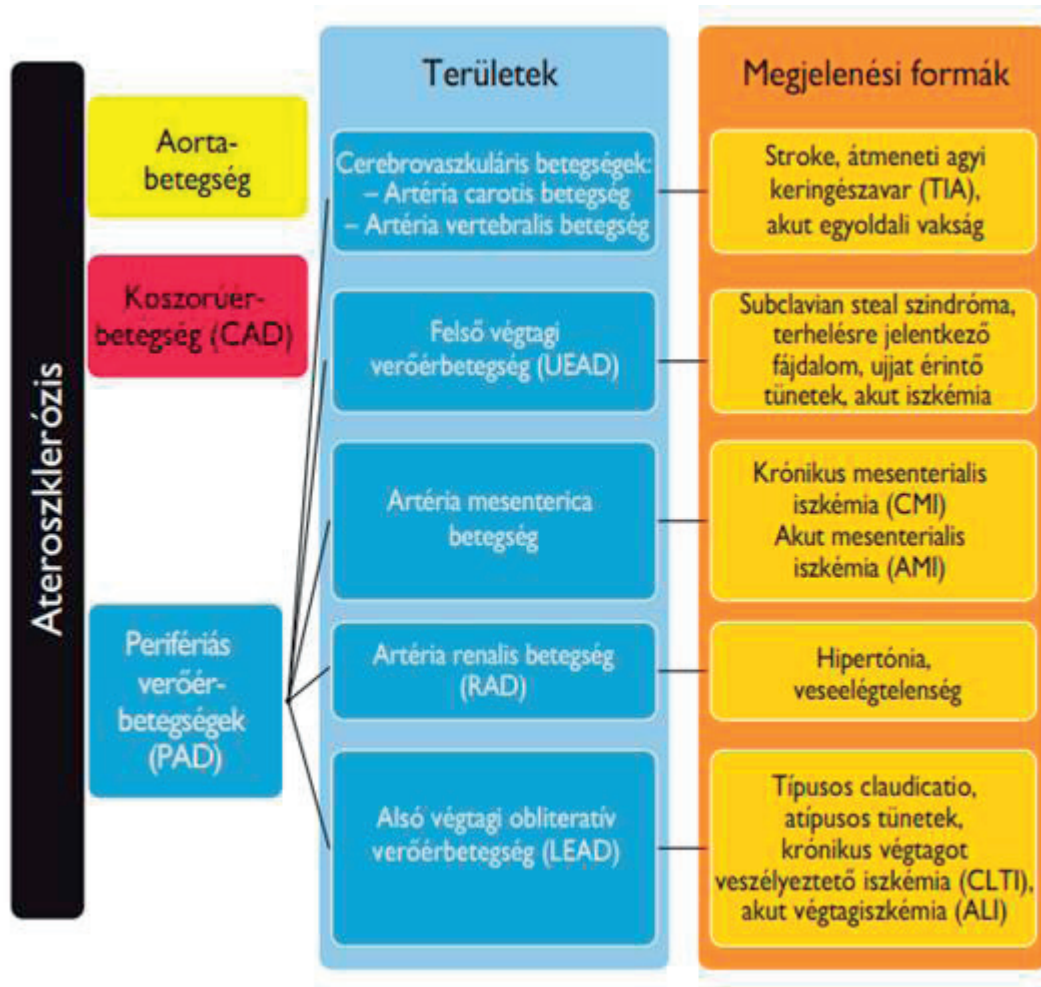 Ateroszklerózis
Aorta-
betegség
Koszorúér-
betegség (CAD)
Perifériás
verőér-
betegségek
(PAD)
Területek
Cerebrovaszkuláris betegségek:
– Artéria carotis betegség
– Artéria vertebralis betegség
Felső végtagi
verőérbetegség (UEAD)
Artéria mesenterica
betegség
Artéria renalis betegség
(RAD)
Alsó végtagi obliteratív
verőérbetegség (LEAD)
Megjelenési formák
Stroke, átmeneti agyi
keringészavar (TIA),
akut egyoldali vakság
Subclavian steal szindróma,
terhelésre jelentkező
fájdalom, ujjat érintő
tünetek, akut iszkémia
Krónikus mesenterialis
iszkémia (CMI)
Akut mesenterialis
iszkémia (AMI)
Hipertónia,
veseelégtelenség
Típusos claudicatio,
atípusos tünetek,
krónikus végtagot
veszélyeztető iszkémia (CLTI),
akut végtagiszkémia (ALI)